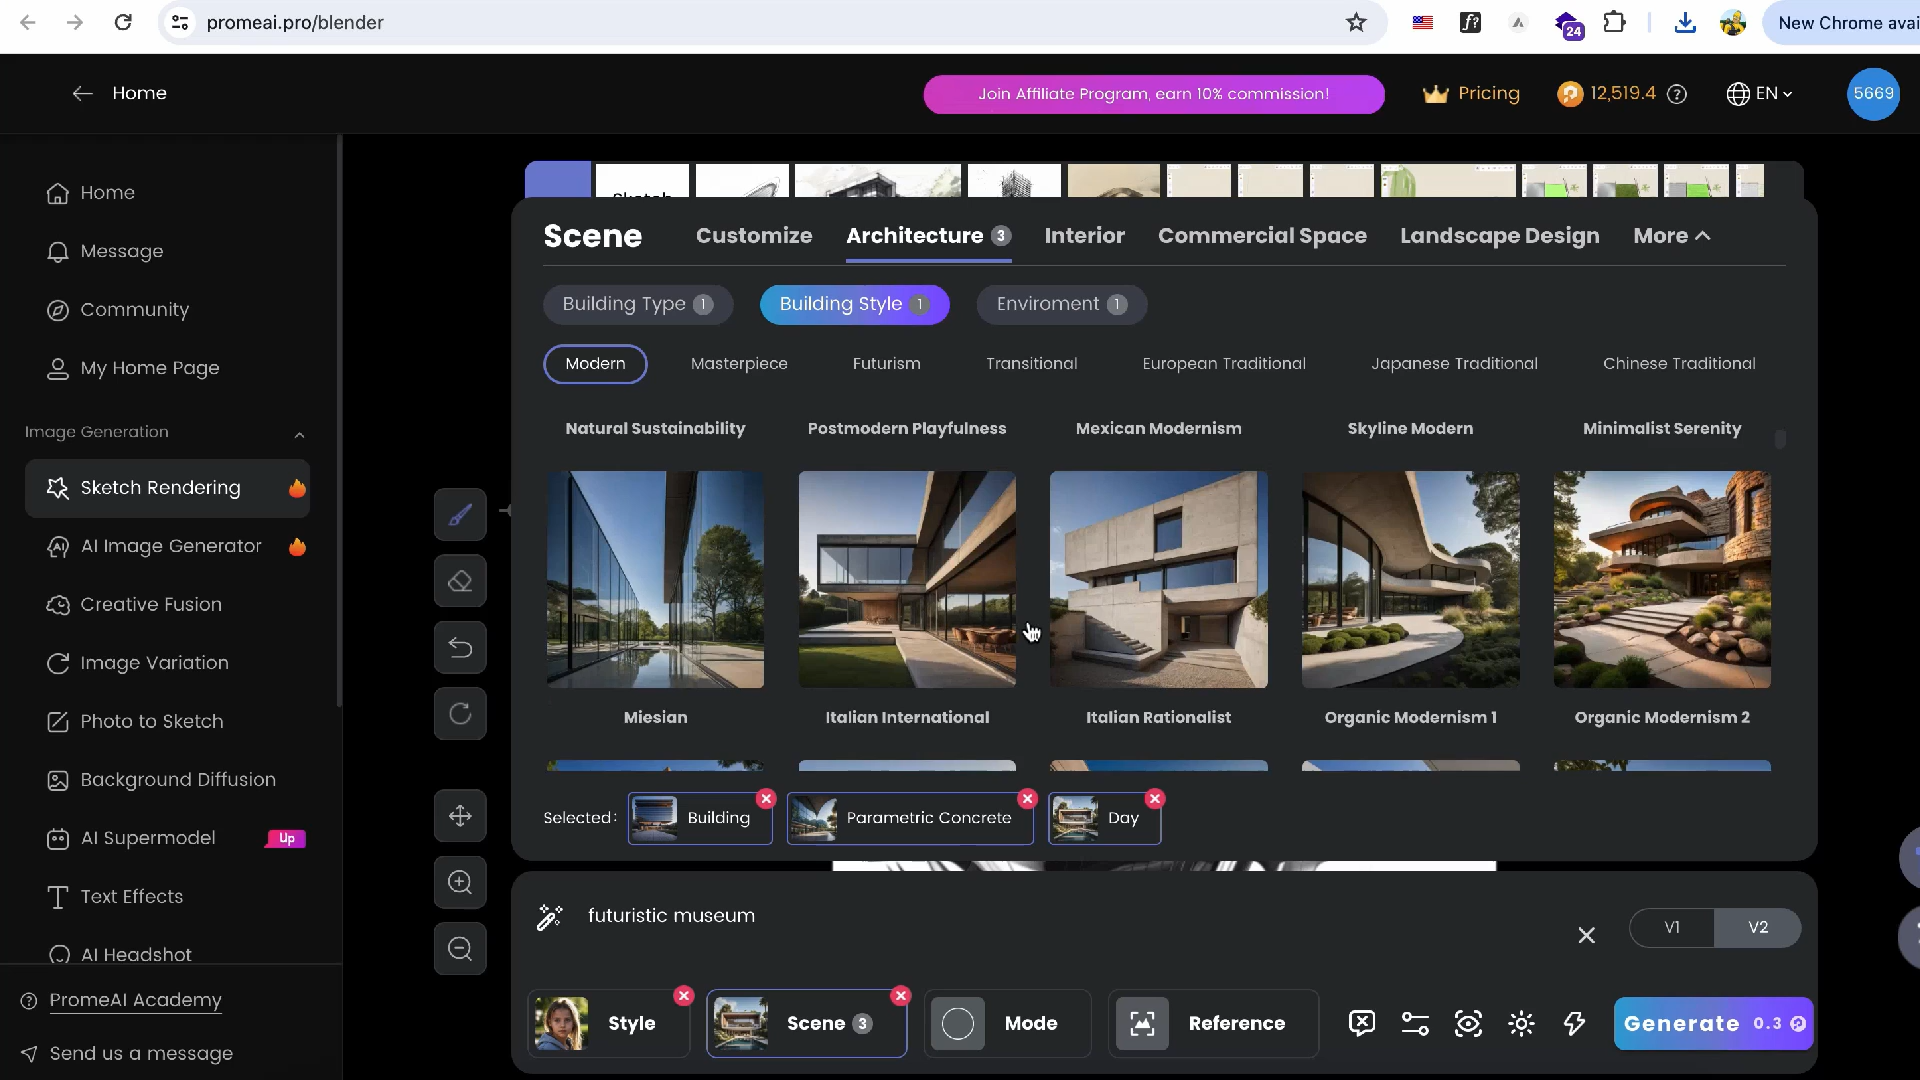 promeai.pro/blender
24
New Chrome avai
Home
Join Affiliate Program, earn 10% commission!
Pricing
12,519.4
EN
5669
Home
Message
Community
My Home Page
Image Generation
Sketch Rendering
AI Image Generator
Creative Fusion
Image Variation
Photo to Sketch
Background Diffusion
AI Supermodel
Up
Text Effects
AI Headshot
PromeAI Academy
Send us a message
Sketch
Scene
Customize
Architecture 3
Interior
Commercial Space
Landscape Design
More
Building Type 1
Building Style 1
Enviroment 1
Modern
Masterpiece
Futurism
Transitional
European Traditional
Japanese Traditional
Chinese Traditional
Natural Sustainability
Postmodern Playfulness
Mexican Modernism
Skyline Modern
Minimalist Serenity
Miesian
Italian International
Italian Rationalist
Organic Modernism 1
Organic Modernism 2
Selected:
Building
Parametric Concrete
Day
futuristic museum
V1
V2
Style
Scene 3
Mode
Reference
Generate 0.3